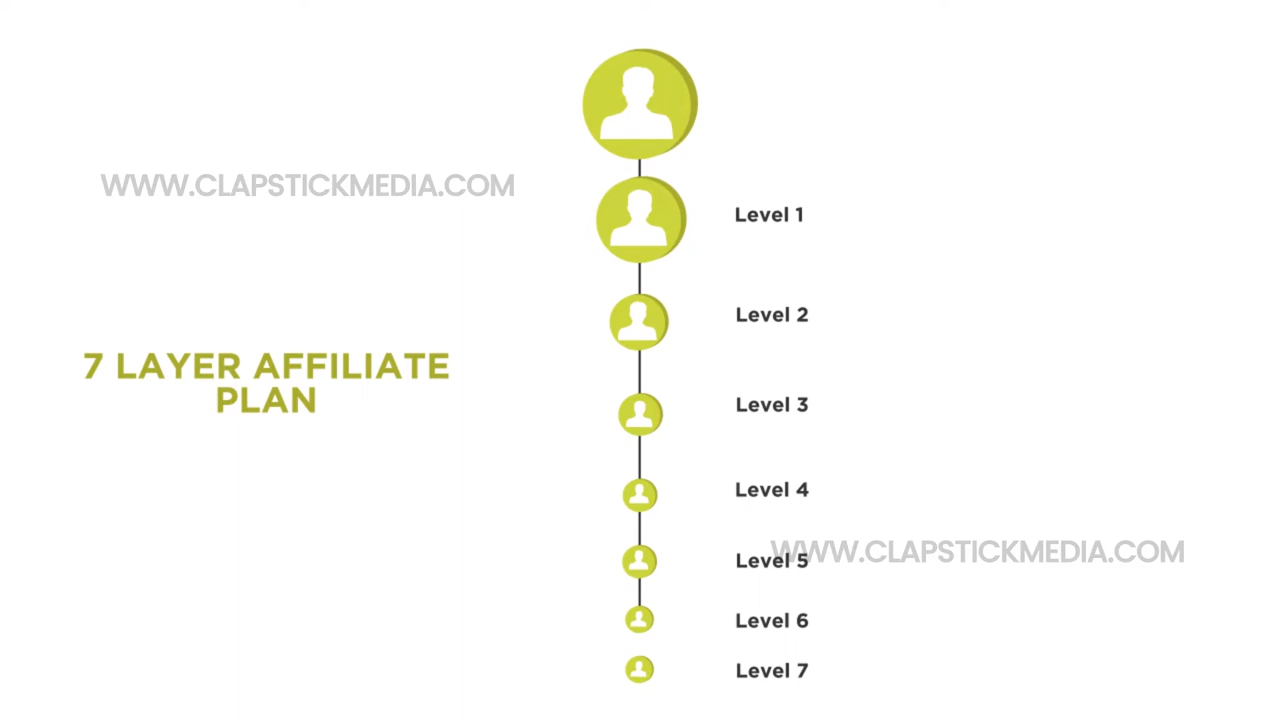 WWW.CLAPSTICKMEDIA.COM
Level 1
Level 2
7 LAYER AFFILIATE
PLAN
Level 3
Level 4
WWW.CLAPSTICKMEDIA.COM
Level 5
Level 6
Level 7